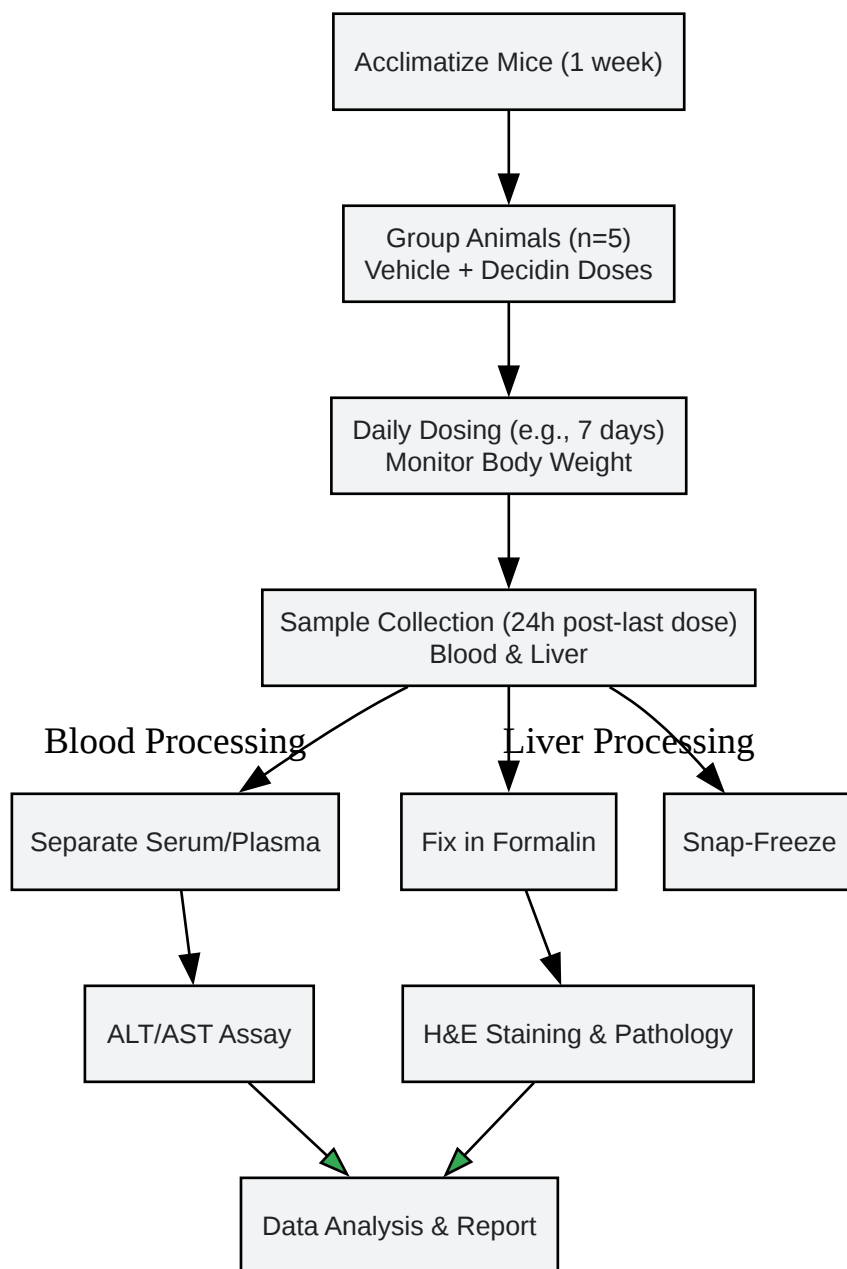 Acclimatize Mice (1 week)
Group Animals (n=5)
Vehicle + Decidin Doses
Daily Dosing (e.g., 7 days)
Monitor Body Weight
Sample Collection (24h post-last dose)
Blood & Liver
Blood Processing
Liver Processing
Separate Serum/Plasma
Fix in Formalin
Snap-Freeze
ALT/AST Assay
H&E Staining & Pathology
Data Analysis & Report